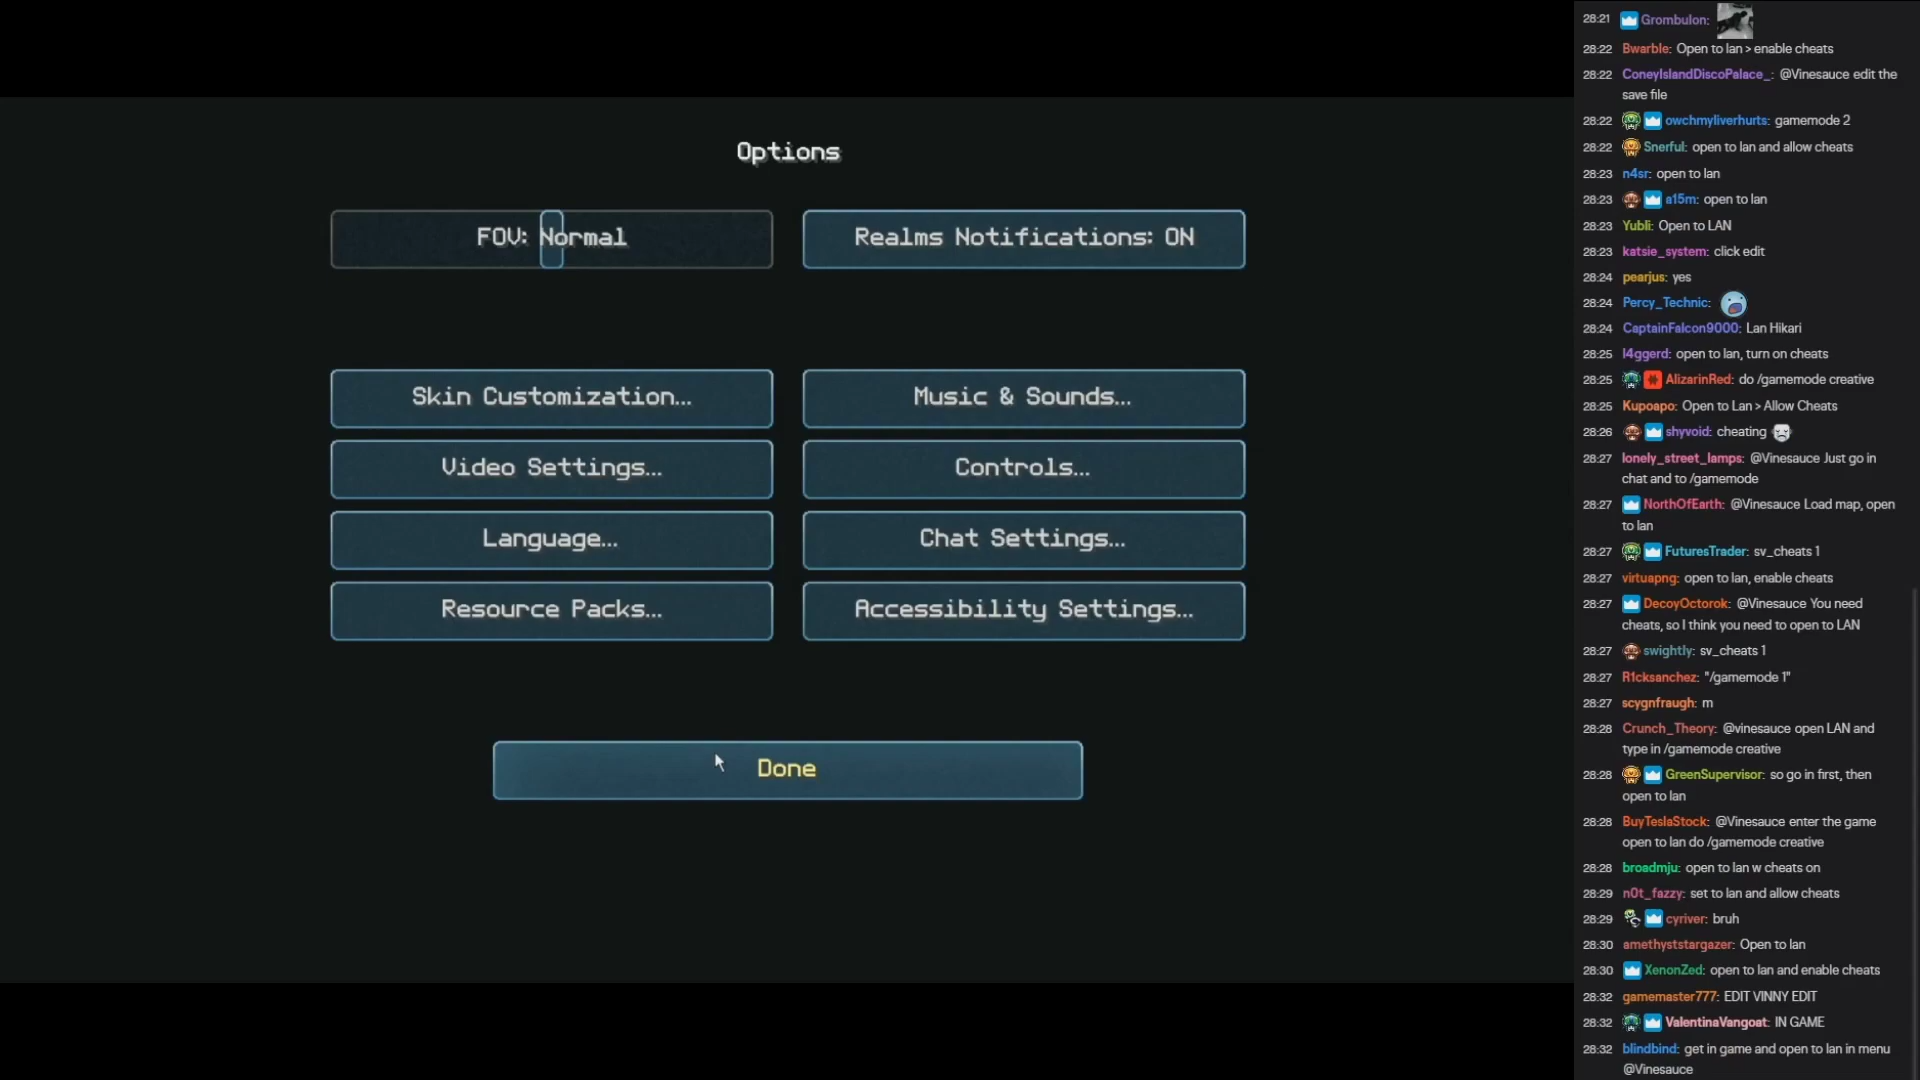 Options
FOV: Normal
Realms Notifications: ON
Skin Customization...
Music & Sounds...
Video Settings...
Controls...
Language...
Chat Settings...
Resource Packs...
Accessibility Settings...
Done
28:21 Grombulon:
28:22 Bwarble: Open to lan > enable cheats
28:22 ConeyIslandDiscoPalace_: @Vinesauce edit the
save file
28:22 owchmyliverhurts: gamemode 2
28:22 Snerful: open to lan and allow cheats
28:23 n4sr: open to lan
28:23 a15m: open to lan
28:23 Yubli: Open to LAN
28:23 katsie_system: click edit
28:24 pearjus: yes
28:24 Percy_Technic:
28:24 CaptainFalcon9000: Lan Hikari
28:25 l4ggerd: open to lan, turn on cheats
28:25 AlizarinRed: do /gamemode creative
28:25 Kupoapo: Open to Lan > Allow Cheats
28:26 shyvoid: cheating
28:27 lonely_street_lamps: @Vinesauce Just go in
chat and to /gamemode
28:27 NorthOfEarth: @Vinesauce Load map, open
to lan
28:27 FuturesTrader: sv_cheats 1
28:27 virtuapng: open to lan, enable cheats
28:27 DecoyOctorok: @Vinesauce You need
cheats, so I think you need to open to LAN
28:27 swightly: sv_cheats 1
28:27 R1cksanchez: "/gamemode 1"
28:27 scygnfraugh: m
28:28 Crunch_Theory: @vinesauce open LAN and
type in /gamemode creative
28:28 GreenSupervisor: so go in first, then
open to lan
28:28 BuyTeslaStock: @Vinesauce enter the game
open to lan do /gamemode creative
28:28 broadmju: open to lan w cheats on
28:29 n0t_fazzy: set to lan and allow cheats
28:29 cyriver: bruh
28:30 amethyststargazer: Open to lan
28:30 XenonZed: open to lan and enable cheats
28:32 gamemaster777: EDIT VINNY EDIT
28:32 ValentinaVangoat: IN GAME
28:32 blindbind: get in game and open to lan in menu
@Vinesauce